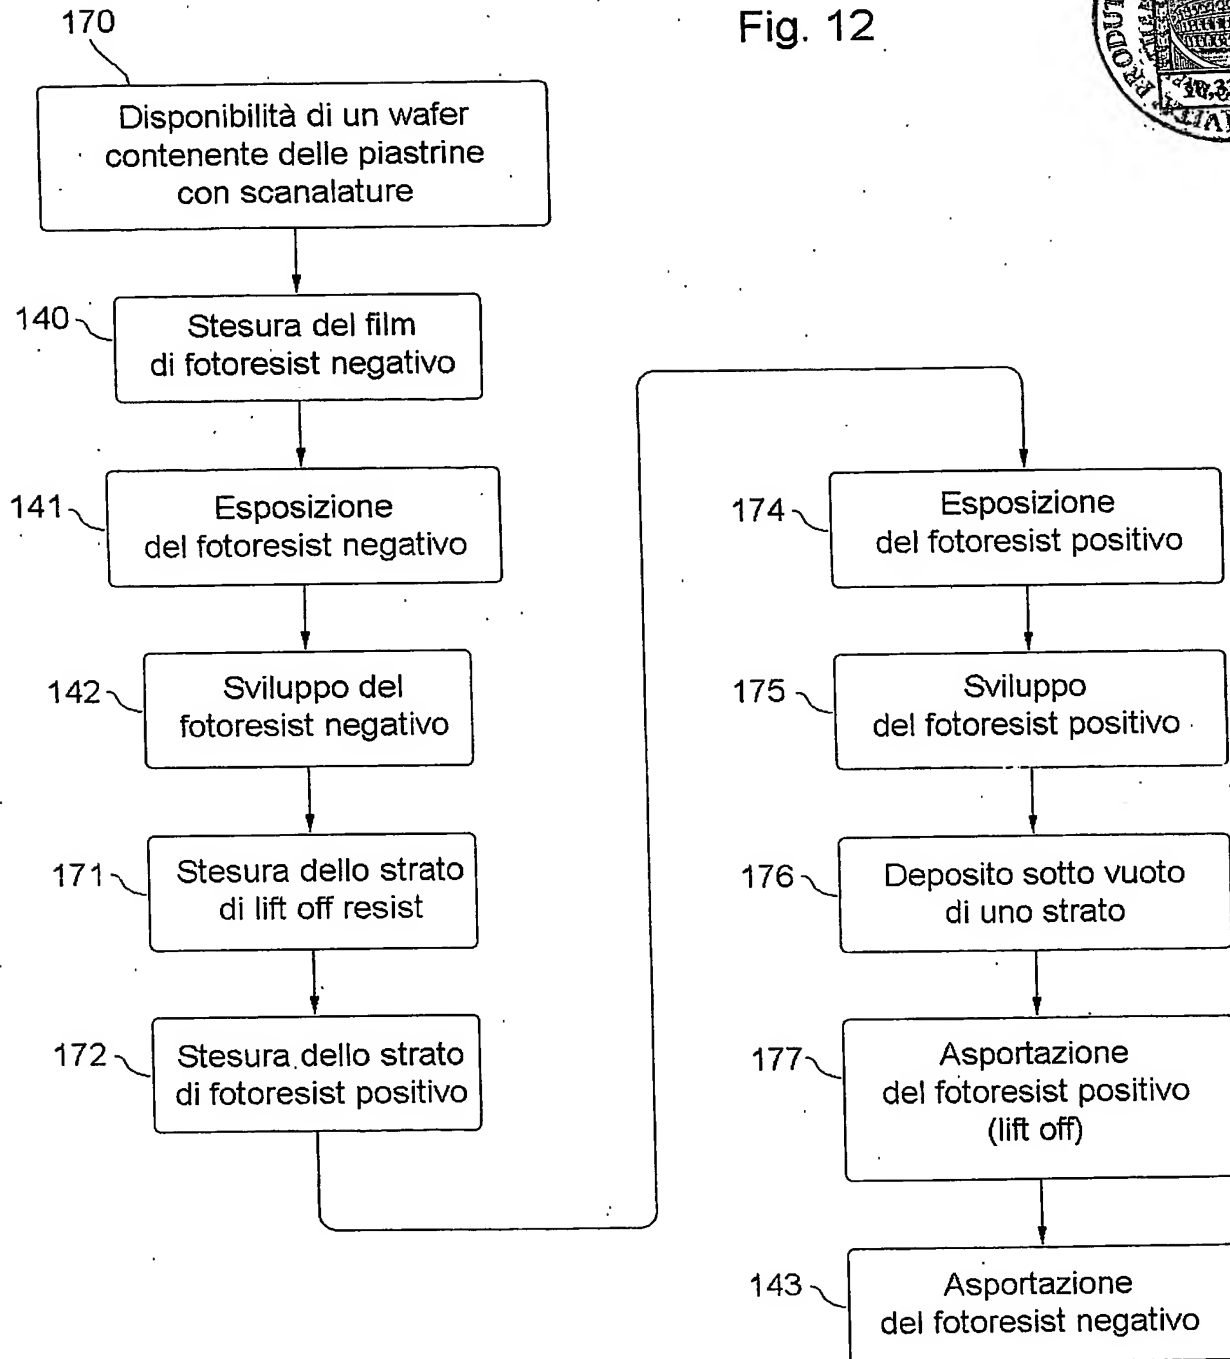 Fig. 12
170
Disponibilità di un wafer
contenente delle piastrine
con scanalature
140
Stesura del film
di fotoresist negativo
141
Esposizione
del fotoresist negativo
142
Sviluppo del
fotoresist negativo
171
Stesura dello strato
di lift off resist
172
Stesura dello strato
di fotoresist positivo
174
Esposizione
del fotoresist positivo
175
Sviluppo
del fotoresist positivo
176
Deposito sotto vuoto
di uno strato
177
Asportazione
del fotoresist positivo
(lift off)
143
Asportazione
del fotoresist negativo